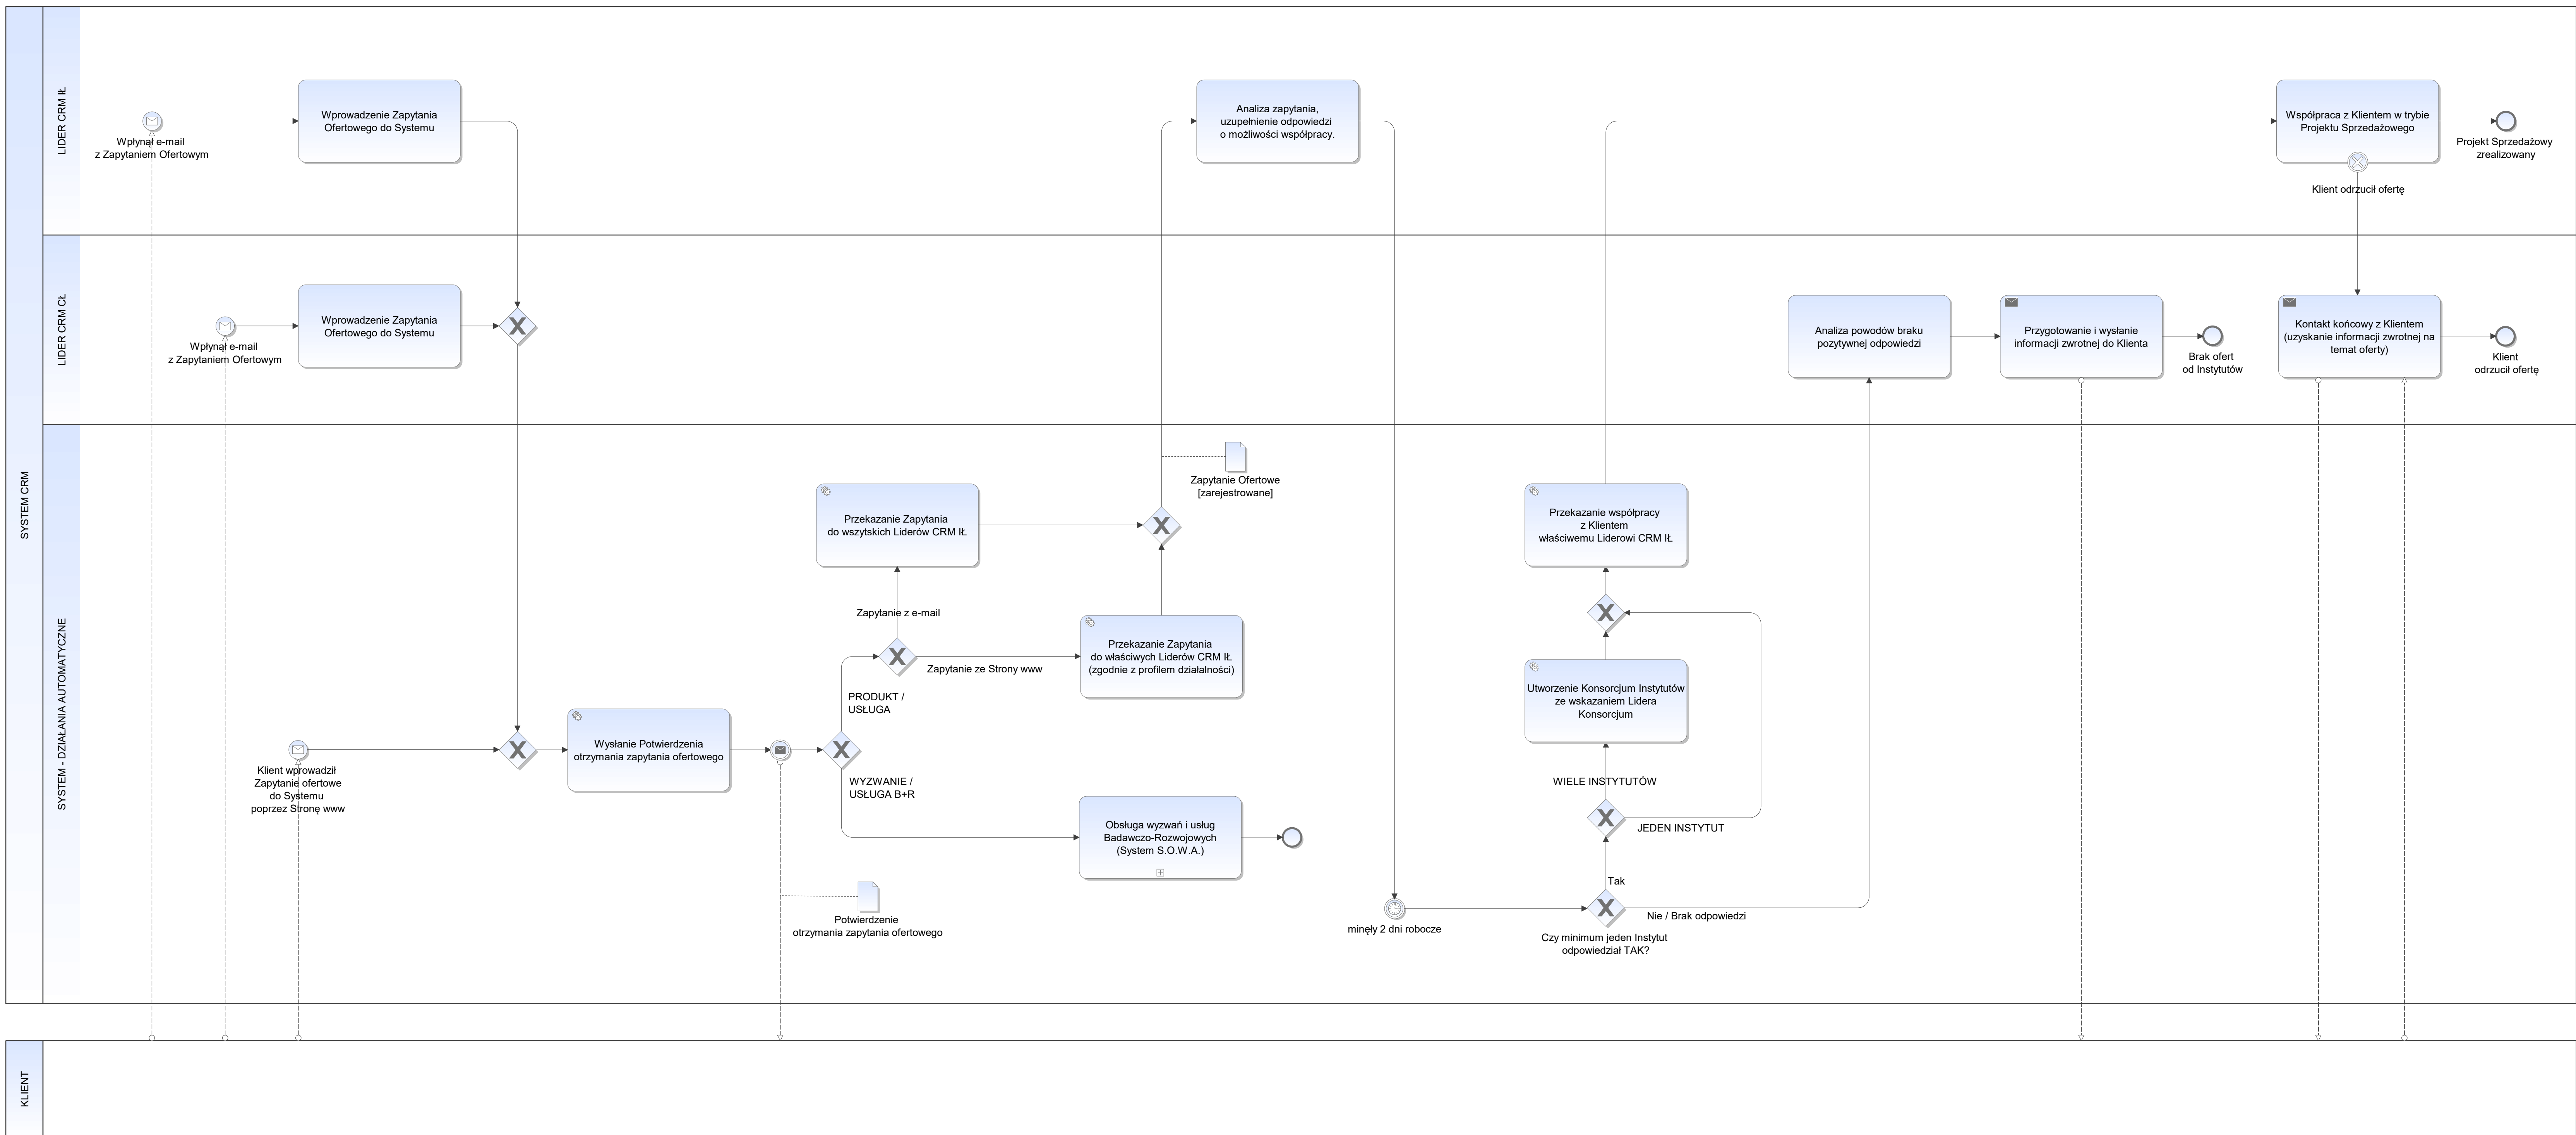 SYSTEM CRM
LIDER CRM IŁ
Wpłynął e-mail
z Zapytaniem Ofertowym
Wprowadzenie Zapytania
Ofertowego do Systemu
Analiza zapytania,
uzupełnienie odpowiedzi
o możliwości współpracy.
Współpraca z Klientem w trybie
Projektu Sprzedażowego
Projekt Sprzedażowy
zrealizowany
Klient odrzucił ofertę
LIDER CRM CŁ
Wpłynął e-mail
z Zapytaniem Ofertowym
Wprowadzenie Zapytania
Ofertowego do Systemu
Analiza powodów braku
pozytywnej odpowiedzi
Przygotowanie i wysłanie
informacji zwrotnej do Klienta
Brak ofert
od Instytutów
Kontakt końcowy z Klientem
(uzyskanie informacji zwrotnej na
temat oferty)
Klient
odrzucił ofertę
SYSTEM - DZIAŁANIA AUTOMATYCZNE
Klient wprowadził
Zapytanie ofertowe
do Systemu
poprzez Stronę www
Wysłanie Potwierdzenia
otrzymania zapytania ofertowego
Potwierdzenie
otrzymania zapytania ofertowego
PRODUKT /
USŁUGA
WYZWANIE /
USŁUGA B+R
Zapytanie z e-mail
Zapytanie ze Strony www
Przekazanie Zapytania
do wszytskich Liderów CRM IŁ
Przekazanie Zapytania
do właściwych Liderów CRM IŁ
(zgodnie z profilem działalności)
Zapytanie Ofertowe
[zarejestrowane]
Obsługa wyzwań i usług
Badawczo-Rozwojowych
(System S.O.W.A.)
minęły 2 dni robocze
Czy minimum jeden Instytut
odpowiedział TAK?
Tak
Nie / Brak odpowiedzi
WIELE INSTYTUTÓW
JEDEN INSTYTUT
Utworzenie Konsorcjum Instytutów
ze wskazaniem Lidera
Konsorcjum
Przekazanie współpracy
z Klientem
właściwemu Liderowi CRM IŁ
KLIENT